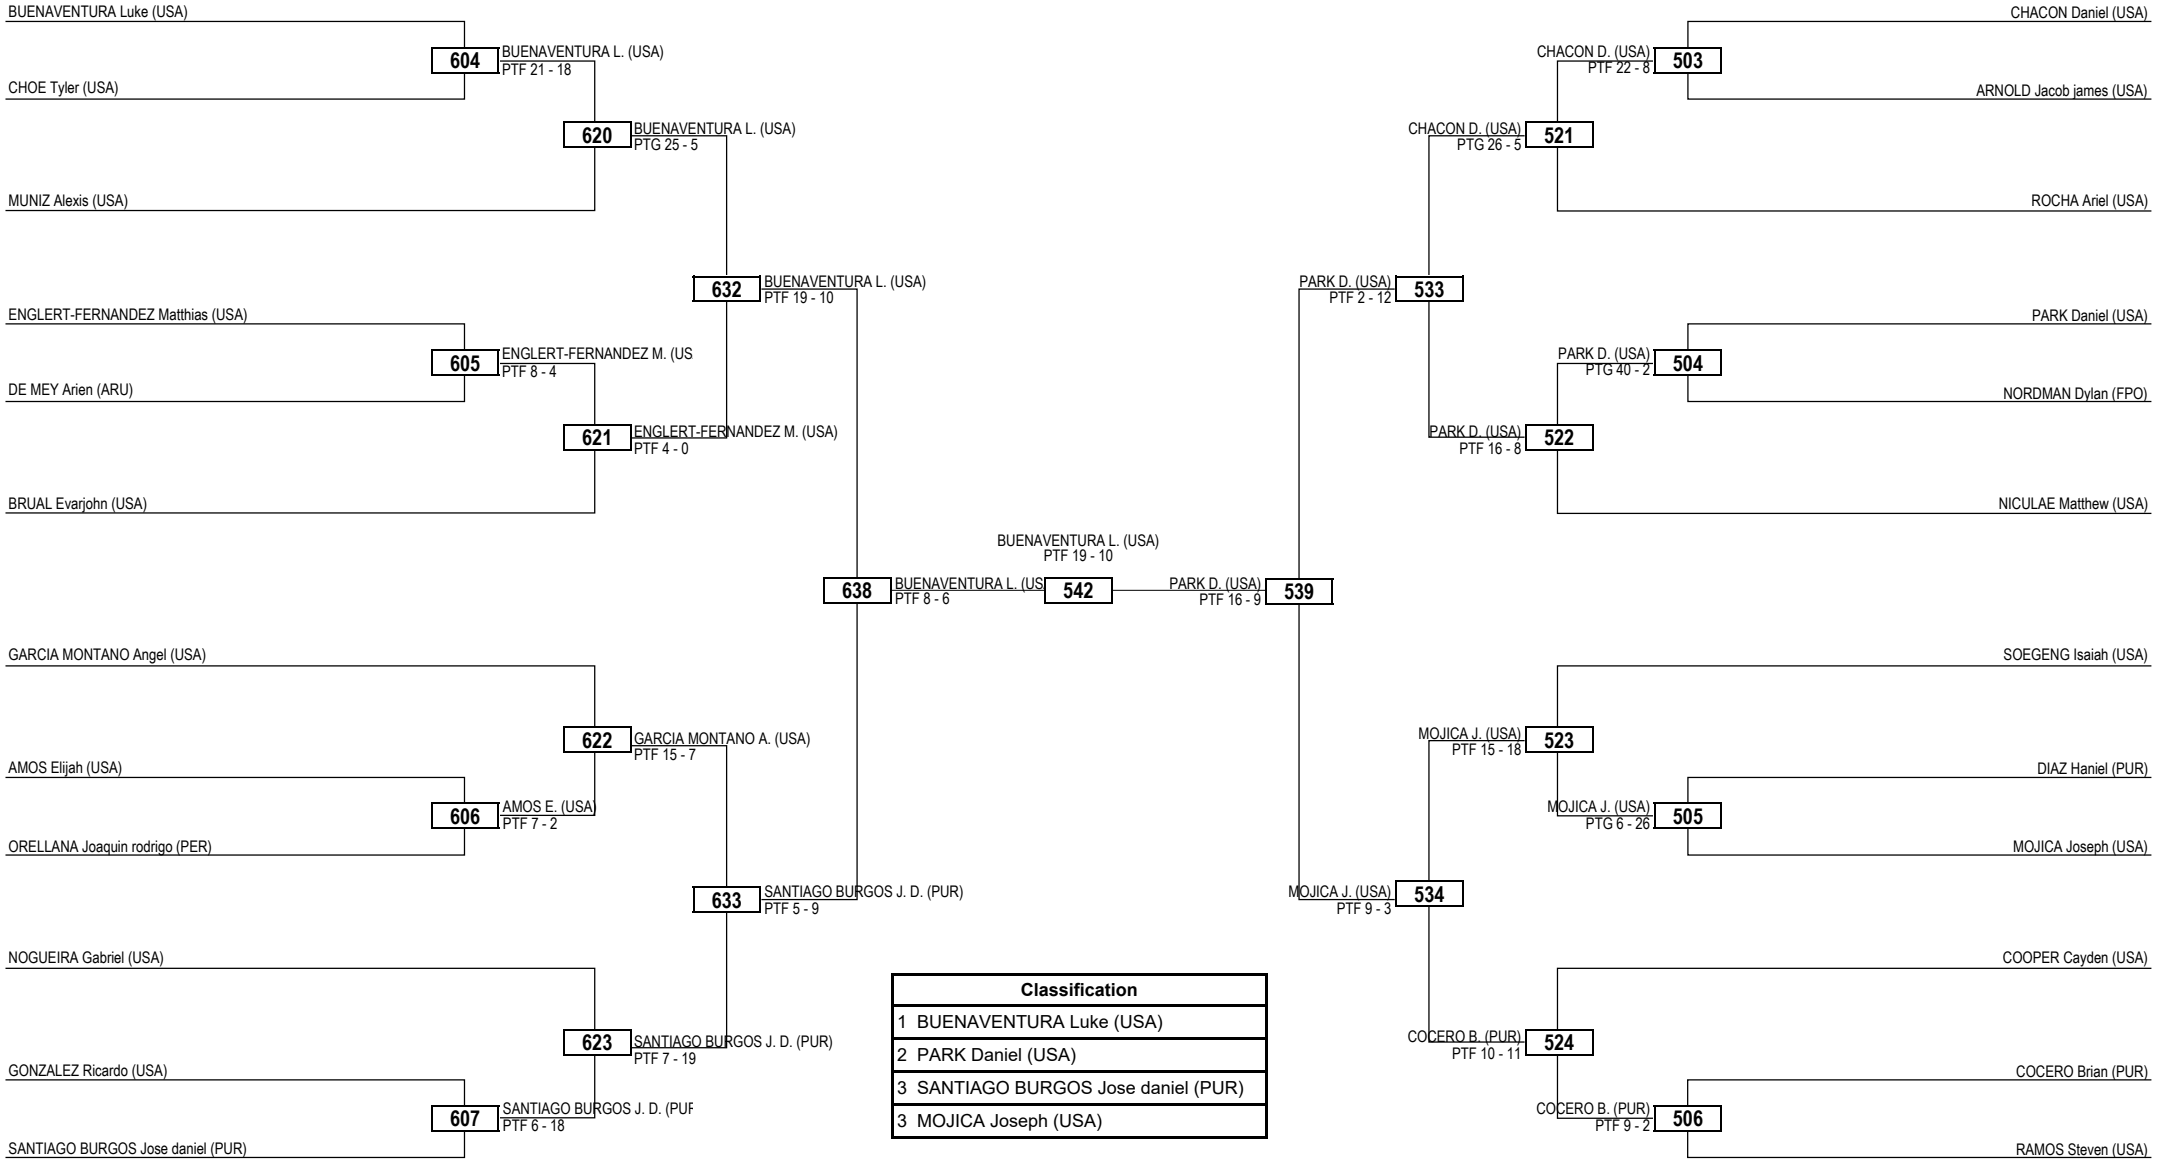 BUENAVENTURA Luke (USA)
CHACON Daniel (USA)
604
BUENAVENTURA L. (USA)
PTF 21 - 18
CHACON D. (USA)
PTF 22 - 8
503
CHOE Tyler (USA)
ARNOLD Jacob james (USA)
620
BUENAVENTURA L. (USA)
PTG 25 - 5
CHACON D. (USA)
PTG 26 - 5
521
MUNIZ Alexis (USA)
ROCHA Ariel (USA)
632
BUENAVENTURA L. (USA)
PTF 19 - 10
PARK D. (USA)
PTF 2 - 12
533
ENGLERT-FERNANDEZ Matthias (USA)
PARK Daniel (USA)
605
ENGLERT-FERNANDEZ M. (US
PTF 8 - 4
PARK D. (USA)
PTG 40 - 2
504
DE MEY Arien (ARU)
NORDMAN Dylan (FPO)
621
ENGLERT-FERNANDEZ M. (USA)
PTF 4 - 0
PARK D. (USA)
PTF 16 - 8
522
BRUAL Evarjohn (USA)
NICULAE Matthew (USA)
BUENAVENTURA L. (USA)
PTF 19 - 10
638
BUENAVENTURA L. (US
PTF 8 - 6
542
PARK D. (USA)
PTF 16 - 9
539
GARCIA MONTANO Angel (USA)
SOEGENG Isaiah (USA)
622
GARCIA MONTANO A. (USA)
PTF 15 - 7
MOJICA J. (USA)
PTF 15 - 18
523
AMOS Elijah (USA)
DIAZ Haniel (PUR)
606
AMOS E. (USA)
PTF 7 - 2
MOJICA J. (USA)
PTG 6 - 26
505
ORELLANA Joaquin rodrigo (PER)
MOJICA Joseph (USA)
633
SANTIAGO BURGOS J. D. (PUR)
PTF 5 - 9
MOJICA J. (USA)
PTF 9 - 3
534
NOGUEIRA Gabriel (USA)
COOPER Cayden (USA)
623
SANTIAGO BURGOS J. D. (PUR)
PTF 7 - 19
COCERO B. (PUR)
PTF 10 - 11
524
GONZALEZ Ricardo (USA)
COCERO Brian (PUR)
607
SANTIAGO BURGOS J. D. (PUR
PTF 6 - 18
COCERO B. (PUR)
PTF 9 - 2
506
SANTIAGO BURGOS Jose daniel (PUR)
RAMOS Steven (USA)
Classification
1 BUENAVENTURA Luke (USA)
2 PARK Daniel (USA)
3 SANTIAGO BURGOS Jose daniel (PUR)
3 MOJICA Joseph (USA)